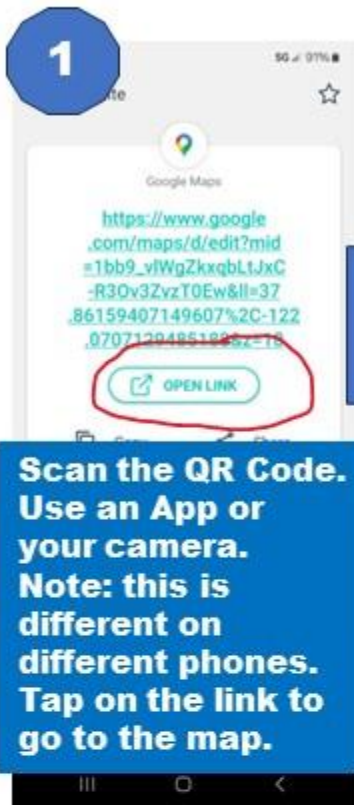 1
5G 91%
Google Maps
https://www.google
.com/maps/d/edit?mid
=1bb9_vlWgZkxqbLtJxC
-R3Ov3ZvzT0Ew&ll=37
.86159407149607%2C-122
OPEN LINK
Scan the QR Code.
Use an App or
your camera.
Note: this is
different on
different phones.
Tap on the link to
go to the map.